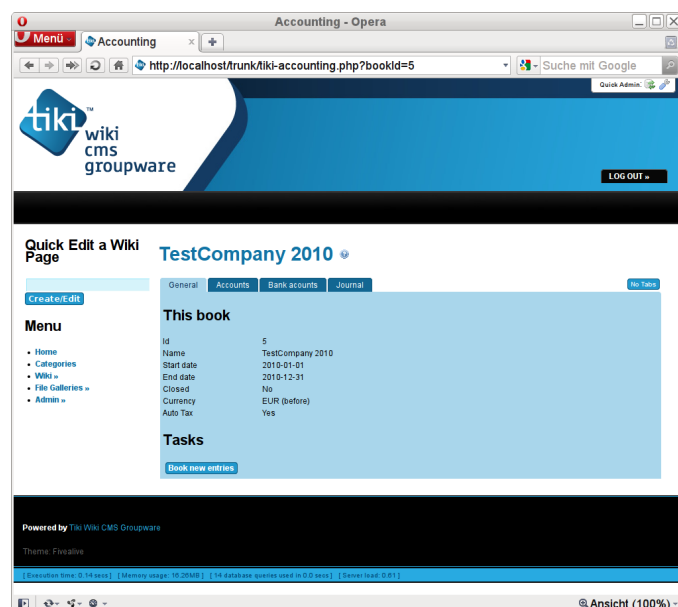 Accounting - Opera
Menü
Accounting
http://localhost/trunk/tiki-accounting.php?bookId=5
Suche mit Google
Quick Admin:
tiki™
wiki
cms
groupware
LOG OUT »
Quick Edit a Wiki
Page
Create/Edit
Menu
Home
Categories
Wiki »
File Galleries »
Admin »
TestCompany 2010
General
Accounts
Bank acounts
Journal
No Tabs
This book
Id 5
Name TestCompany 2010
Start date 2010-01-01
End date 2010-12-31
Closed No
Currency EUR (before)
Auto Tax Yes
Tasks
Book new entries
Powered by Tiki Wiki CMS Groupware
Theme: Fivealive
[ Execution time: 0.14 secs ] [ Memory usage: 16.26MB ] [ 14 database queries used in 0.0 secs ] [ Server load: 0.61 ]
Ansicht (100%)